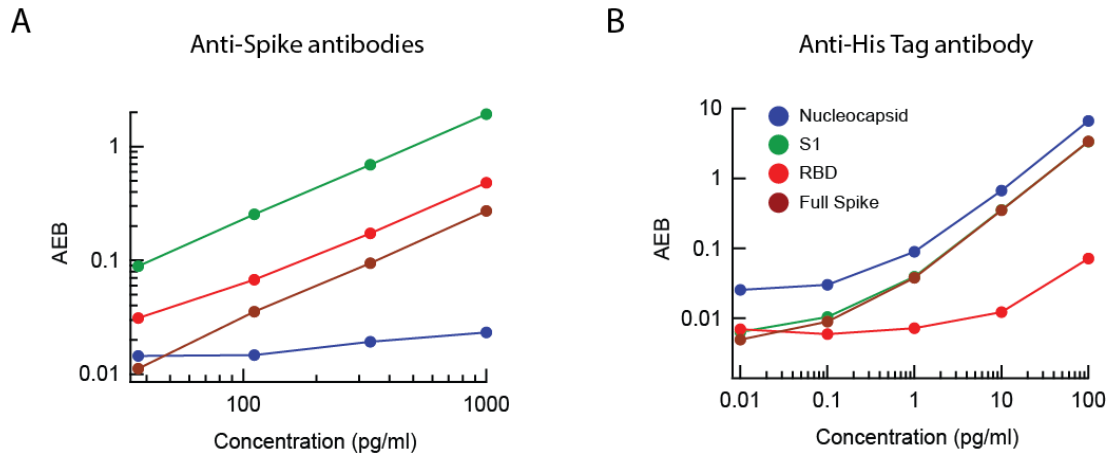 A
Anti-Spike antibodies
AEB
1
0.1
0.01
100
1000
Concentration (pg/ml)
B
Anti-His Tag antibody
AEB
10
1
0.1
0.01
Nucleocapsid
S1
RBD
Full Spike
0.01
0.1
1
10
100
Concentration (pg/ml)